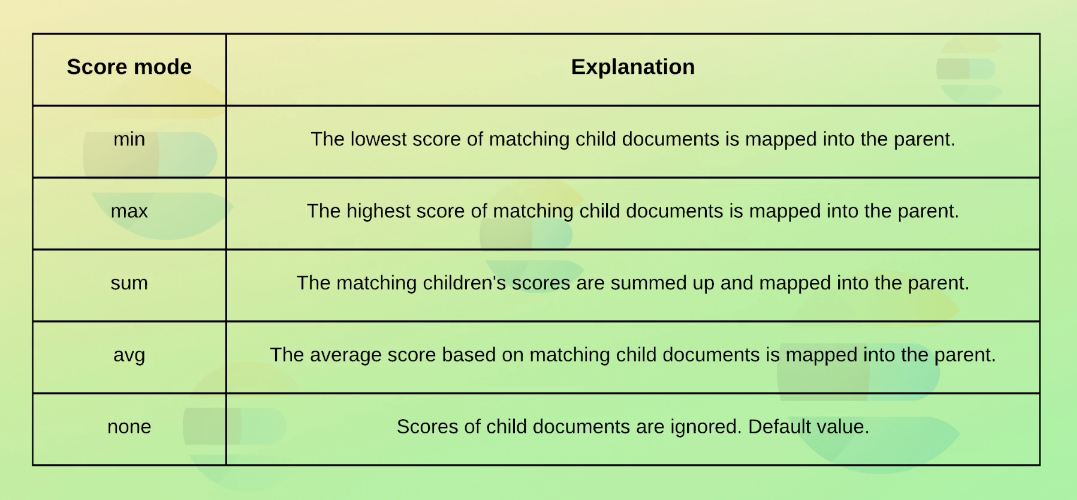 Score mode Explanation
min The lowest score of matching child documents is mapped into the parent.
max The highest score of matching child documents is mapped into the parent.
sum The matching children's scores are summed up and mapped into the parent.
avg The average score based on matching child documents is mapped into the parent.
none Scores of child documents are ignored. Default value.